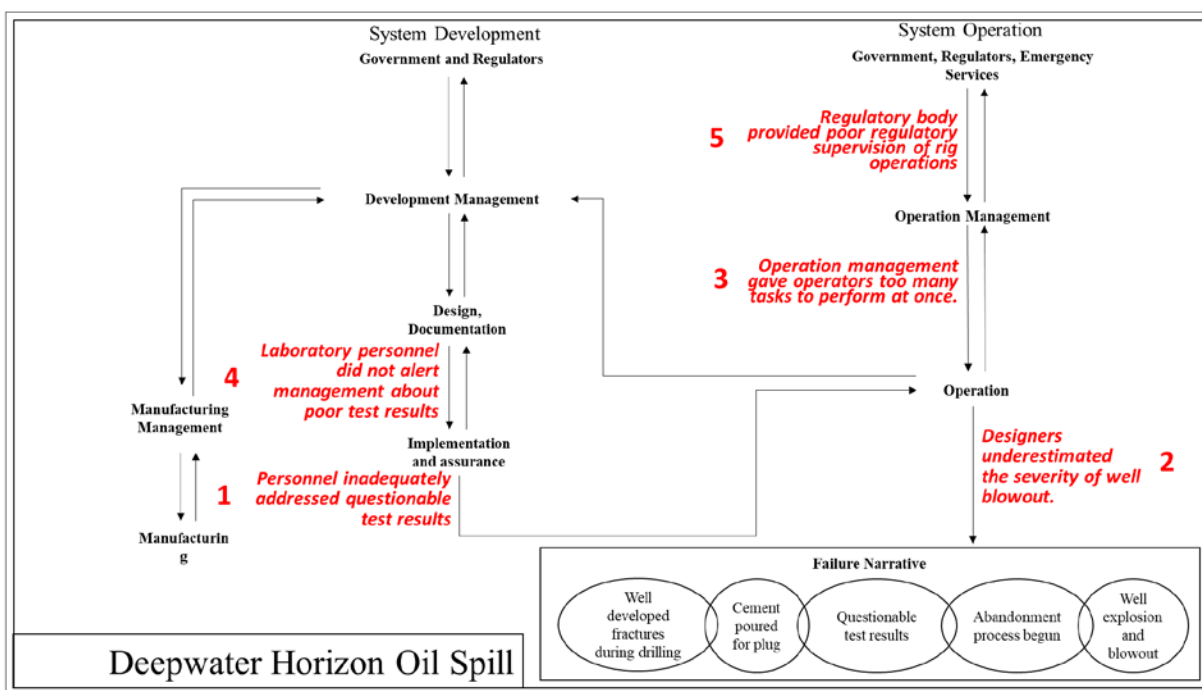 System Development
Government and Regulators
System Operation
Government, Regulators, Emergency
Services
5
Regulatory body
provided poor regulatory
supervision of rig
operations
Development Management
Operation Management
3
Operation management
gave operators too many
tasks to perform at once.
Design,
Documentation
4
Laboratory personnel
did not alert
management about
poor test results
Manufacturing
Management
Operation
Implementation
and assurance
Designers
underestimated
the severity of well
blowout.
2
1
Personnel inadequately
addressed questionable
test results
Manufacturin
g
Failure Narrative
Well
developed
fractures
during drilling
Cement
poured
for plug
Questionable
test results
Abandonment
process begun
Well
explosion
and
blowout
Deepwater Horizon Oil Spill